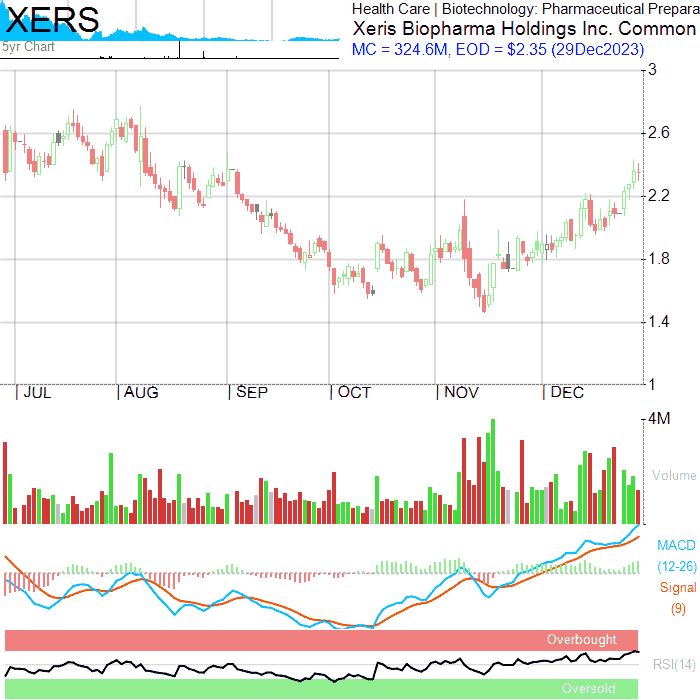 XERS
5yr Chart
Health Care | Biotechnology: Pharmaceutical Prepara
Xeris Biopharma Holdings Inc. Common
MC = 324.6M, EOD = $2.35 (29Dec2023)
3
2.6
2.2
1.8
1.4
1
| JUL | AUG | SEP | OCT | NOV | DEC
4M
Volume
MACD
(12-26)
Signal
(9)
Overbought
RSI(14)
Oversold